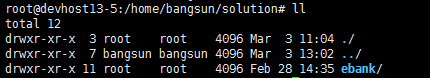 root@devhost13-5:/home/bangsun/solution# ll
total 12
drwxr-xr-x  3 root    root    4096 Mar  3 11:04 ./
drwxr-xr-x  7 bangsun bangsun 4096 Mar  3 13:02 ../
drwxr-xr-x 11 root    root    4096 Feb 28 14:35 ebank/